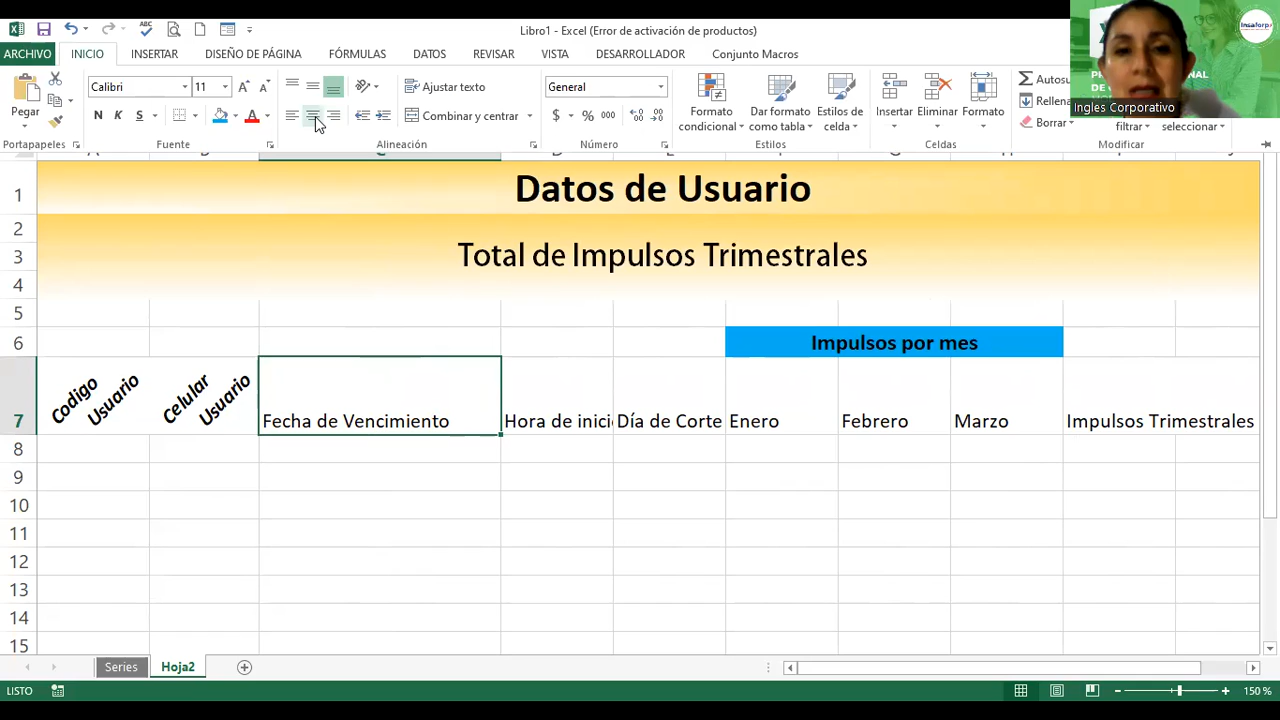 Libro1 - Excel (Error de activación de productos)
ARCHIVO INICIO INSERTAR DISEÑO DE PÁGINA FÓRMULAS DATOS REVISAR VISTA DESARROLLADOR Conjunto Macros
Pegar
Calibri 11
N K S
Ajustar texto
Combinar y centrar
General
$ % 000
Formato condicional
Dar formato como tabla
Estilos de celda
Insertar
Eliminar
Formato
Autosu
Rellena
Borrar
filtrar
seleccionar
Portapapeles Fuente Alineación Número Estilos Celdas Modificar
Insaforp
Ingles Corporativo
1 Datos de Usuario
2
3 Total de Impulsos Trimestrales
4
5
6 Impulsos por mes
7 Codigo Usuario Celular Usuario Fecha de Vencimiento Hora de inici Día de Corte Enero Febrero Marzo Impulsos Trimestrales
8
9
10
11
12
13
14
15
Series Hoja2
LISTO 150 %